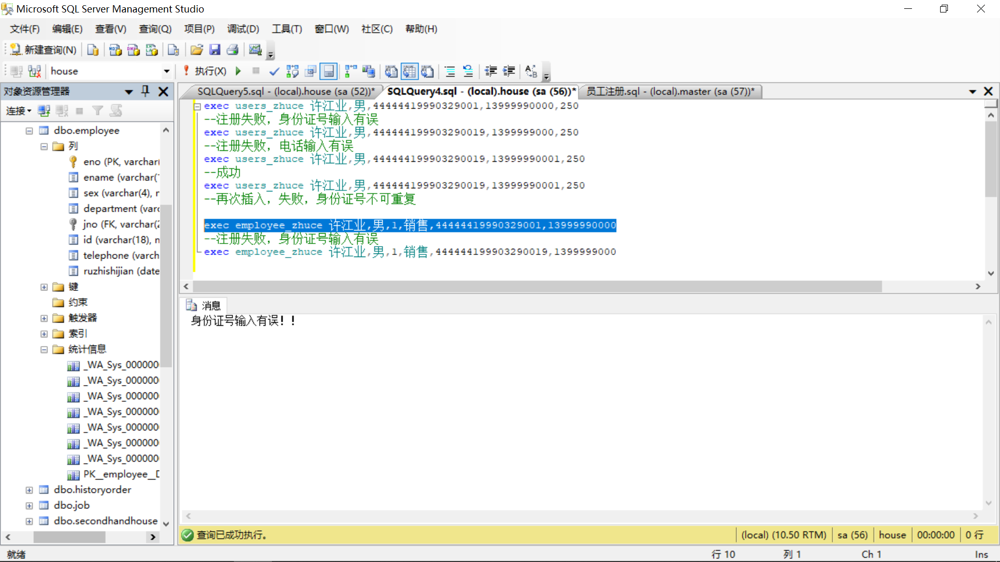 Microsoft SQL Server Management Studio
文件(F) 编辑(E) 查看(V) 查询(Q) 项目(P) 调试(D) 工具(T) 窗口(W) 社区(C) 帮助(H)
新建查询(N)
house 执行(X)
对象资源管理器
连接
dbo.employee
列
eno (PK, varchar(
ename (varchar(
sex (varchar(4),
department (varc
jno (FK, varchar(2
id (varchar(18),
telephone (varch
ruzhishijian (date
键
约束
触发器
索引
统计信息
_WA_Sys_0000000
_WA_Sys_0000000
_WA_Sys_0000000
_WA_Sys_0000000
_WA_Sys_0000000
_WA_Sys_0000000
_WA_Sys_0000000
PK__employee__
dbo.historyorder
dbo.job
dbo.secondhandhouse
SQLQuery5.sql - (local).house (sa (52))* SQLQuery4.sql - (local).house (sa (56))* 员工注册.sql - (local).master (sa (57))*
exec users_zhuce 许江业,男,44444419990329001,13999990000,250
--注册失败，身份证号输入有误
exec users_zhuce 许江业,男,444444199903290019,1399999000,250
--注册失败，电话输入有误
exec users_zhuce 许江业,男,444444199903290019,13999990001,250
--成功
exec users_zhuce 许江业,男,444444199903290019,13999990001,250
--再次插入，失败，身份证号不可重复
exec employee_zhuce 许江业,男,1,销售,44444419990329001,13999990000
--注册失败，身份证号输入有误
exec employee_zhuce 许江业,男,1,销售,444444199903290019,1399999000
消息
身份证号输入有误！！
查询已成功执行。 (local) (10.50 RTM) sa (56) house 00:00:00 0 行
就绪 行 10 列 1 Ch 1 Ins